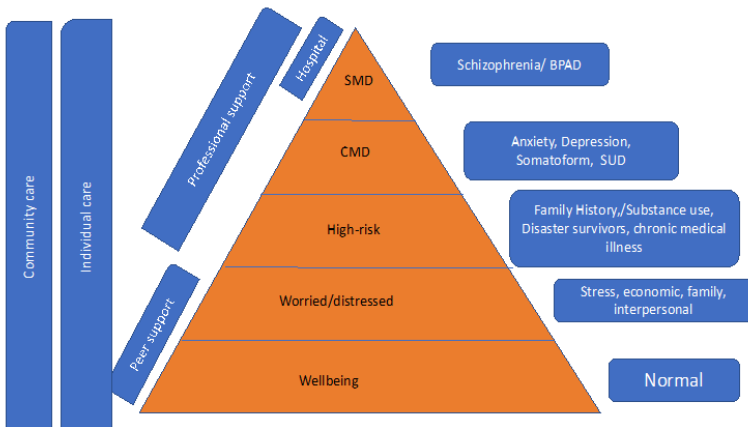 Community care
Individual care
Professional support
Hospital
Peer support
SMD
CMD
High-risk
Worried/distressed
Wellbeing
Schizophrenia/ BPAD
Anxiety, Depression,
Somatoform, SUD
Family History,/Substance use,
Disaster survivors, chronic medical
illness
Stress, economic, family,
interpersonal
Normal